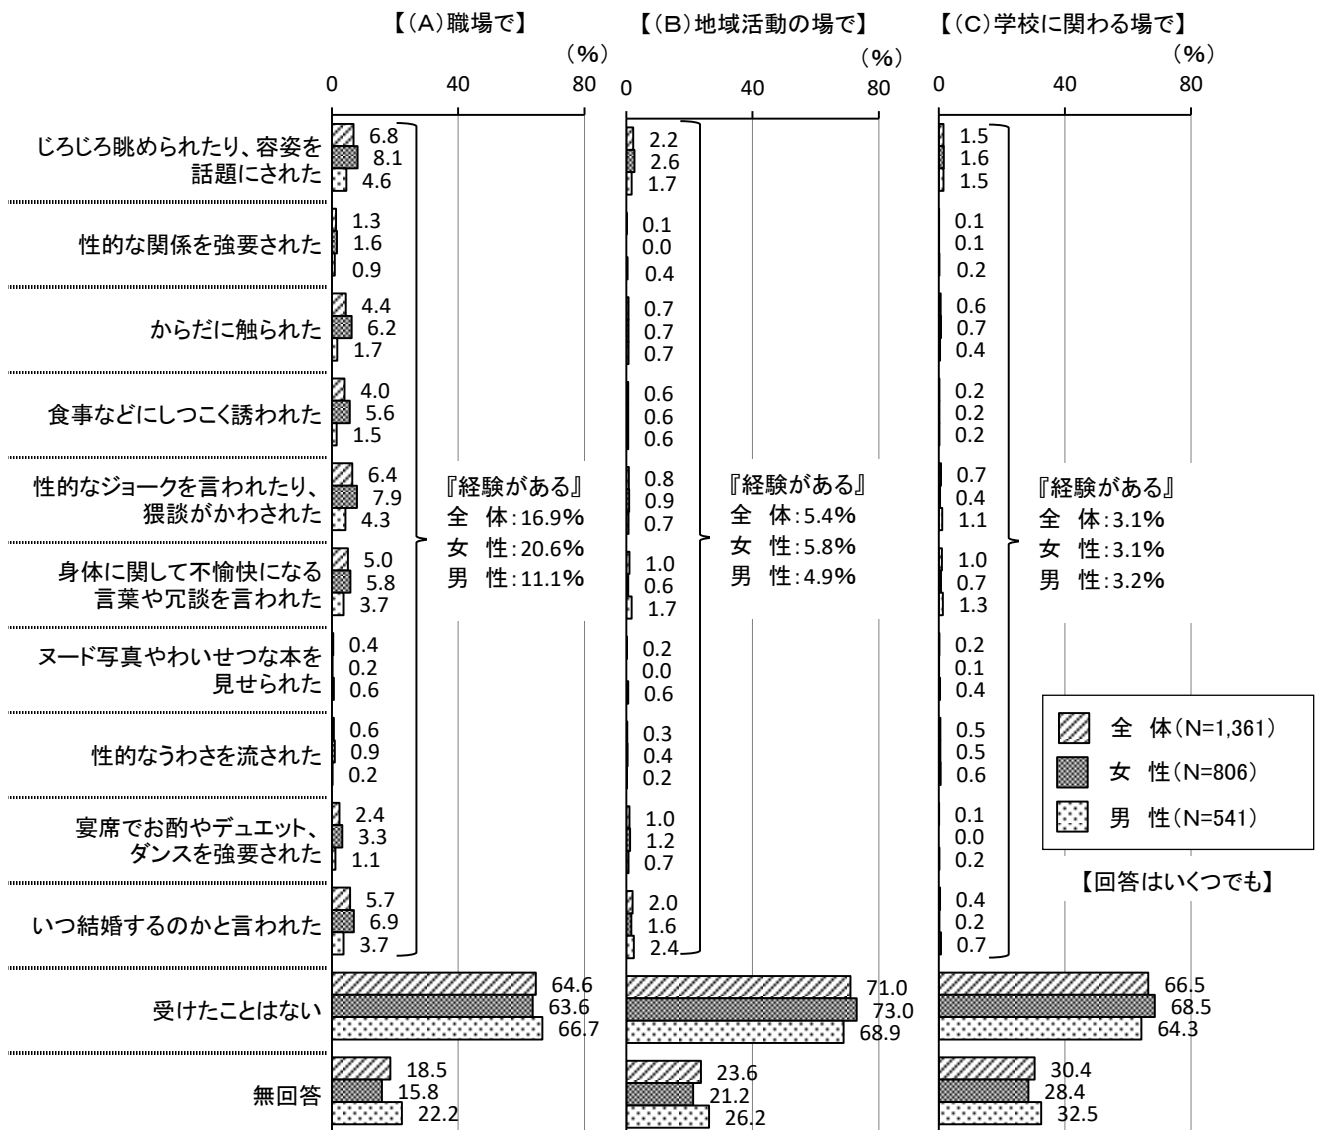 【(A)職場で】
【(B)地域活動の場で】
【(C)学校に関わる場で】
(%)
(%)
(%)
0 40 80
0 40 80
0 40 80
じろじろ眺められたり、容姿を
話題にされた
6.8
8.1
4.6
2.2
2.6
1.7
1.5
1.6
1.5
性的な関係を強要された
1.3
1.6
0.9
0.1
0.0
0.4
0.1
0.1
0.2
からだに触られた
4.4
6.2
1.7
0.7
0.7
0.7
0.6
0.7
0.4
食事などにしつこく誘われた
4.0
5.6
1.5
0.6
0.6
0.6
0.2
0.2
0.2
性的なジョークを言われたり、
猥談がかわされた
6.4
7.9
4.3
0.8
0.9
0.7
0.7
0.4
1.1
身体に関して不愉快になる
言葉や冗談を言われた
5.0
5.8
3.7
1.0
0.6
1.7
1.0
0.7
1.3
ヌード写真やわいせつな本を
見せられた
0.4
0.2
0.6
0.2
0.0
0.6
0.2
0.1
0.4
性的なうわさを流された
0.6
0.9
0.2
0.3
0.4
0.2
0.5
0.5
0.6
宴席でお酌やデュエット、
ダンスを強要された
2.4
3.3
1.1
1.0
1.2
0.7
0.1
0.0
0.2
いつ結婚するのかと言われた
5.7
6.9
3.7
2.0
1.6
2.4
0.4
0.2
0.7
受けたことはない
64.6
63.6
66.7
71.0
73.0
68.9
66.5
68.5
64.3
無回答
18.5
15.8
22.2
23.6
21.2
26.2
30.4
28.4
32.5
『経験がある』
全 体:16.9%
女 性:20.6%
男 性:11.1%
『経験がある』
全 体:5.4%
女 性:5.8%
男 性:4.9%
『経験がある』
全 体:3.1%
女 性:3.1%
男 性:3.2%
全 体(N=1,361)
女 性(N=806)
男 性(N=541)
【回答はいくつでも】